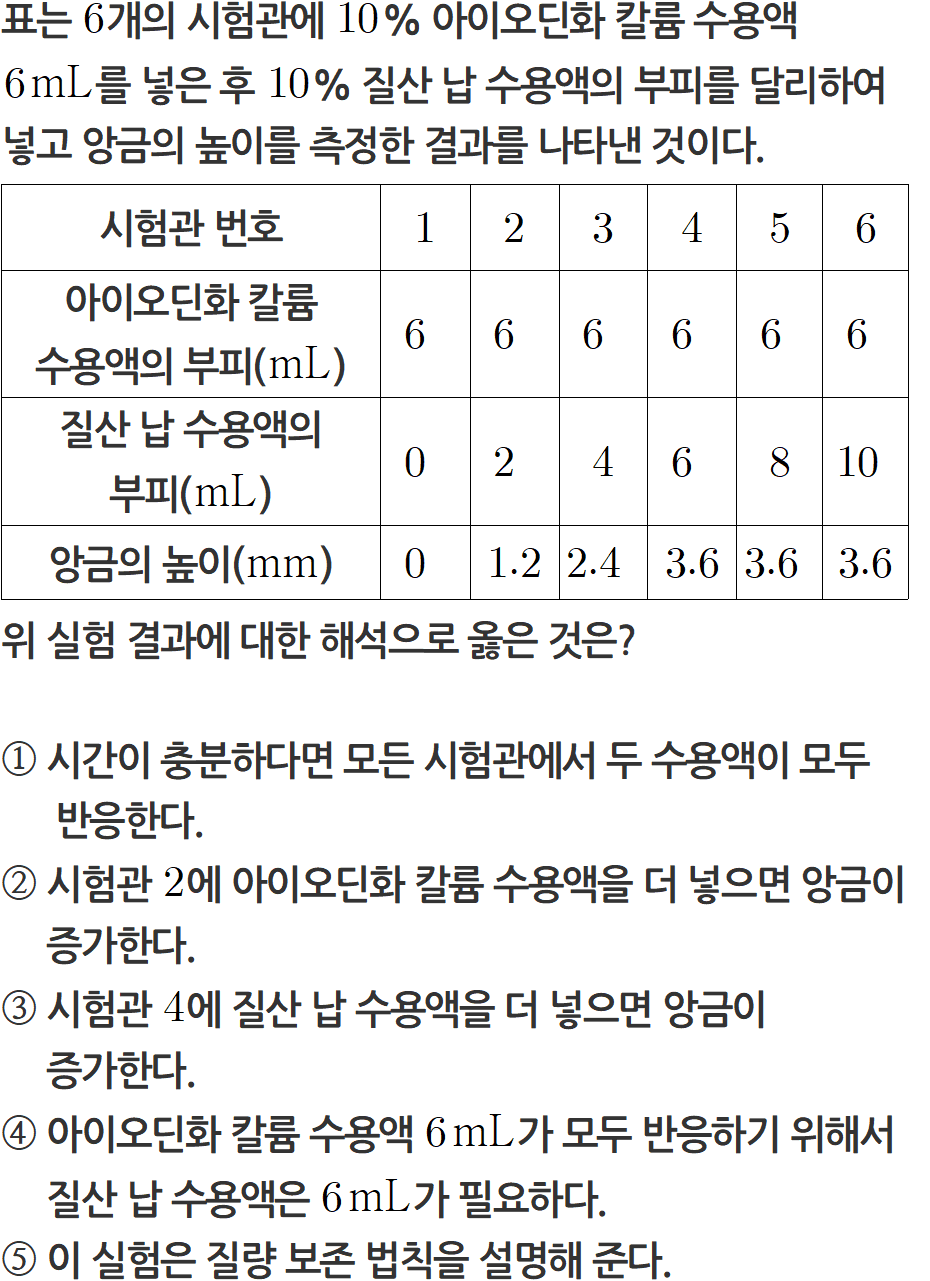 표는 6개의 시험관에 10% 아이오딘화 칼륨 수용액
6mL를 넣은 후 10% 질산 납 수용액의 부피를 달리하여
넣고 앙금의 높이를 측정한 결과를 나타낸 것이다.
시험관 번호 1 2 3 4 5 6
아이오딘화 칼륨
수용액의 부피(mL) 6 6 6 6 6 6
질산 납 수용액의
부피(mL) 0 2 4 6 8 10
앙금의 높이(mm) 0 1.2 2.4 3.6 3.6 3.6
위 실험 결과에 대한 해석으로 옳은 것은?
① 시간이 충분하다면 모든 시험관에서 두 수용액이 모두
반응한다.
② 시험관 2에 아이오딘화 칼륨 수용액을 더 넣으면 앙금이
증가한다.
③ 시험관 4에 질산 납 수용액을 더 넣으면 앙금이
증가한다.
④ 아이오딘화 칼륨 수용액 6mL가 모두 반응하기 위해서
질산 납 수용액은 6mL가 필요하다.
⑤ 이 실험은 질량 보존 법칙을 설명해 준다.